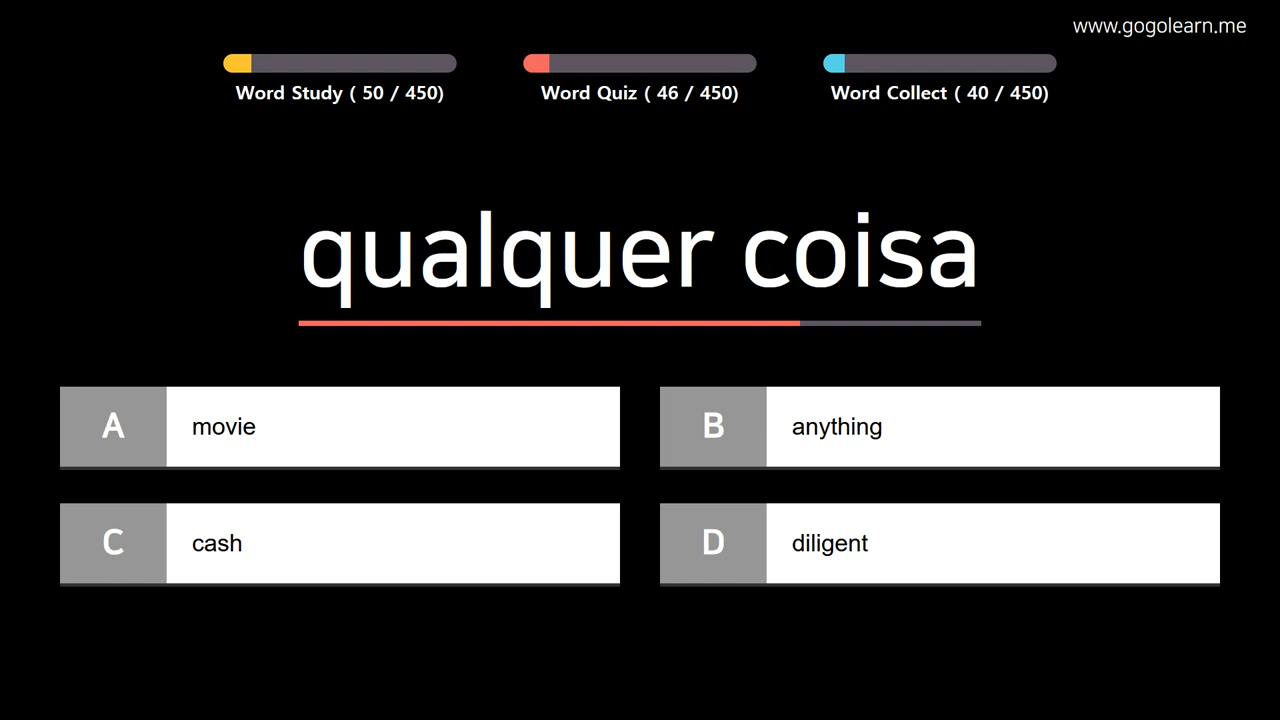 www.gogolearn.me
Word Study ( 50 / 450)
Word Quiz ( 46 / 450)
Word Collect ( 40 / 450)
qualquer coisa
A movie
B anything
C cash
D diligent